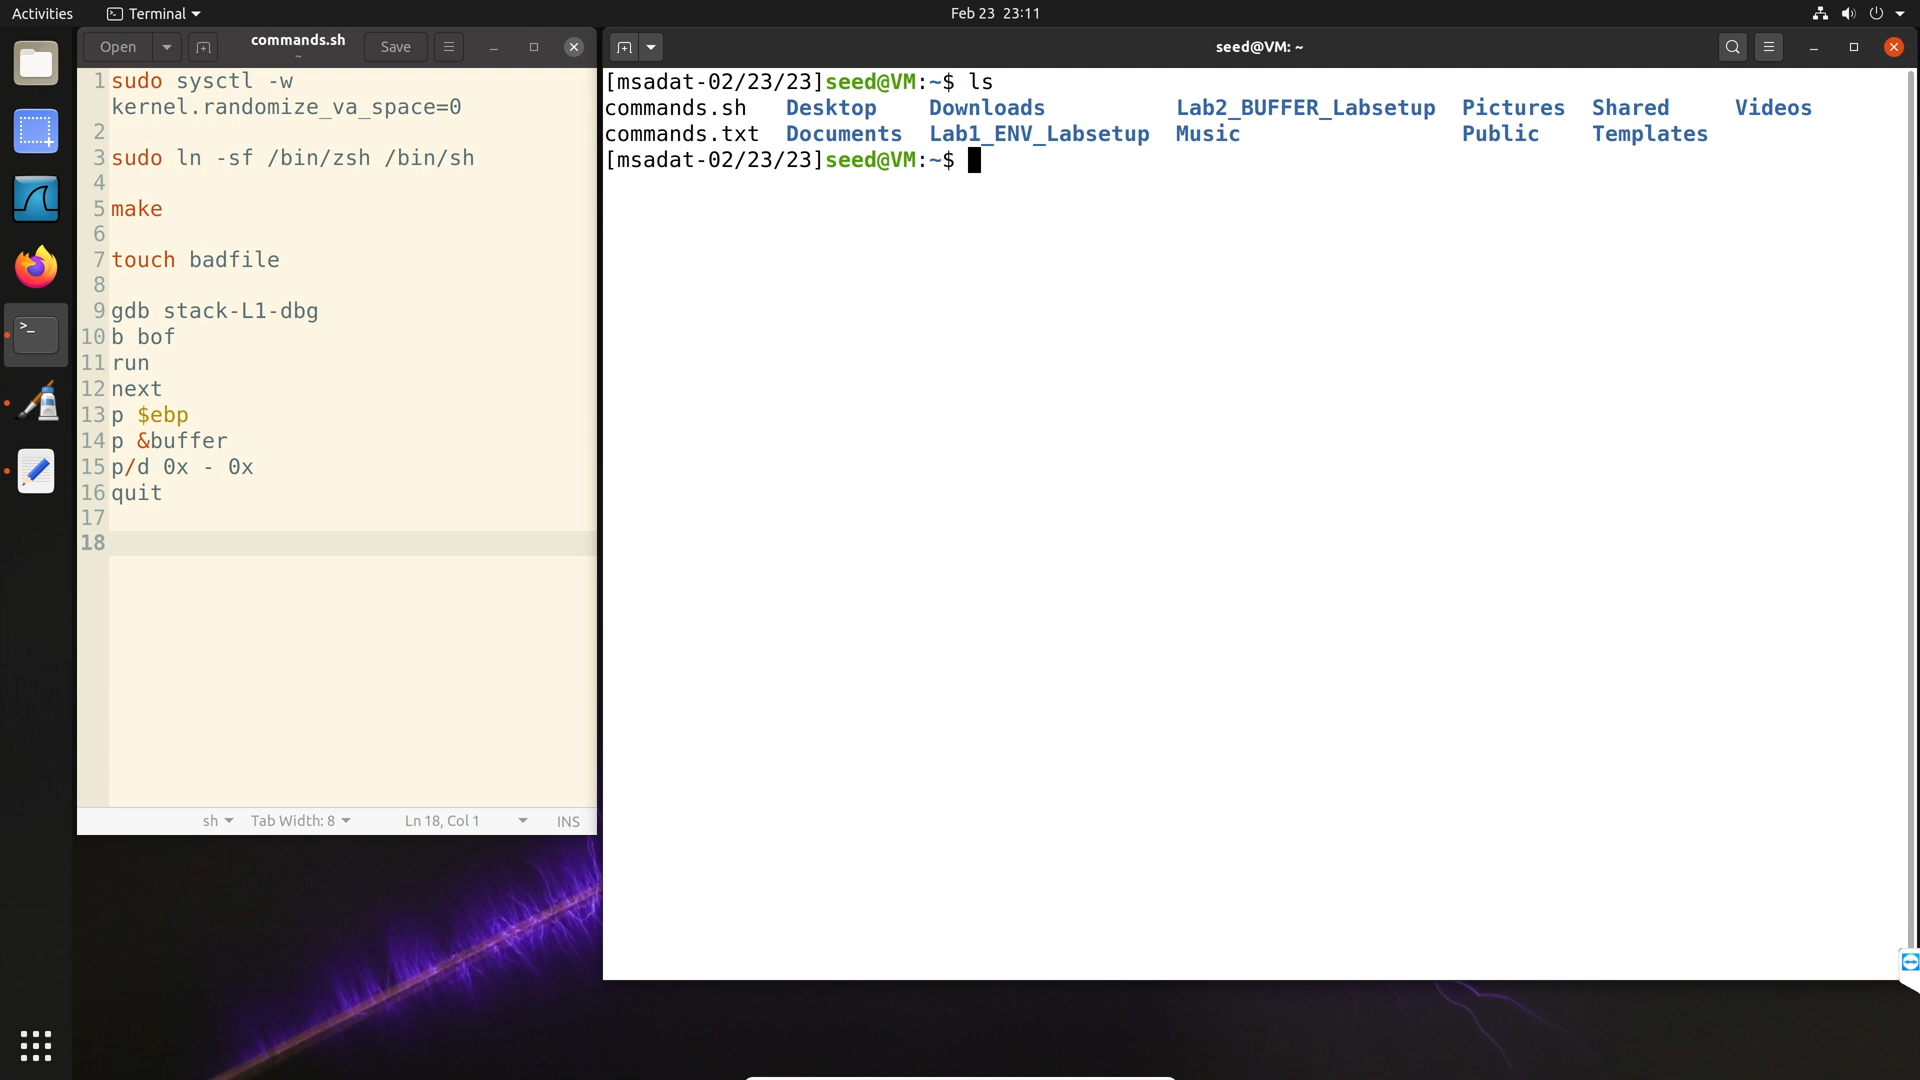 Activities Terminal Feb 23 23:11
Open commands.sh Save
~
seed@VM: ~
1 sudo sysctl -w
kernel.randomize_va_space=0
2
3 sudo ln -sf /bin/zsh /bin/sh
4
5 make
6
7 touch badfile
8
9 gdb stack-L1-dbg
10 b bof
11 run
12 next
13 p $ebp
14 p &buffer
15 p/d 0x - 0x
16 quit
17
18
sh Tab Width: 8 Ln 18, Col 1 INS
[msadat-02/23/23]seed@VM:~$ ls
commands.sh Desktop Downloads Lab2_BUFFER_Labsetup Pictures Shared Videos
commands.txt Documents Lab1_ENV_Labsetup Music Public Templates
[msadat-02/23/23]seed@VM:~$